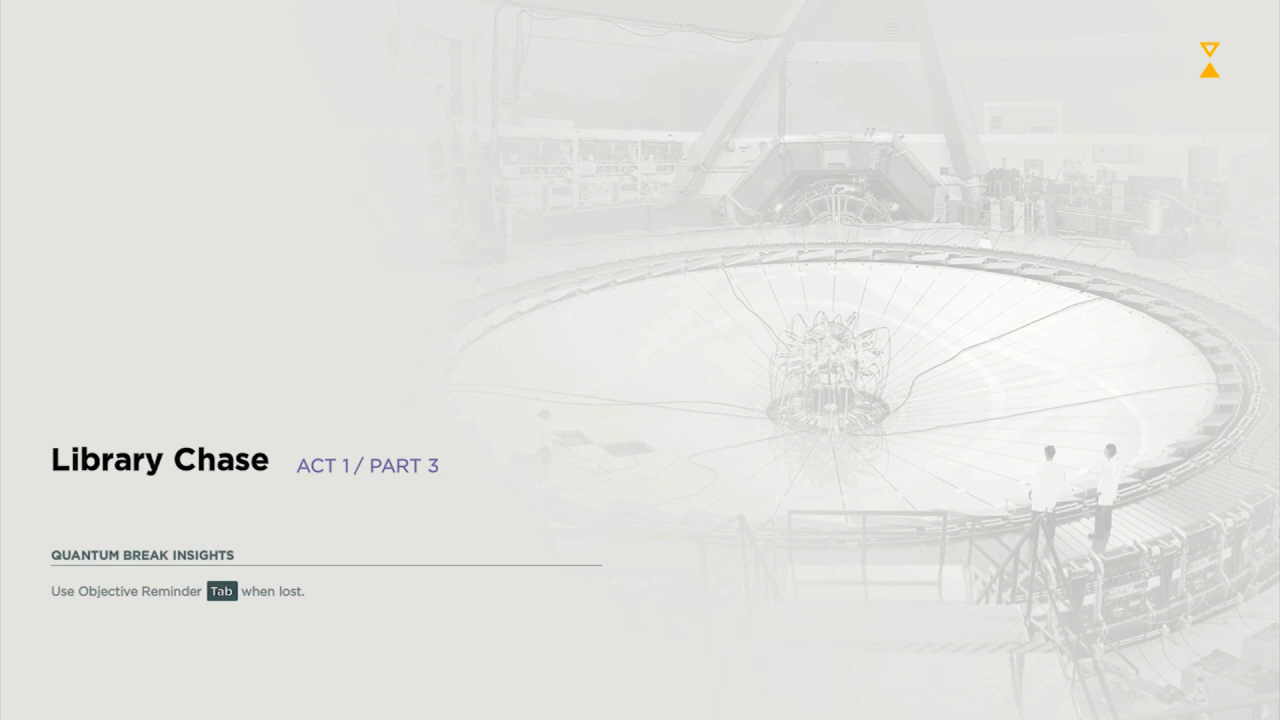 Library Chase ACT 1 / PART 3
QUANTUM BREAK INSIGHTS
Use Objective Reminder Tab when lost.